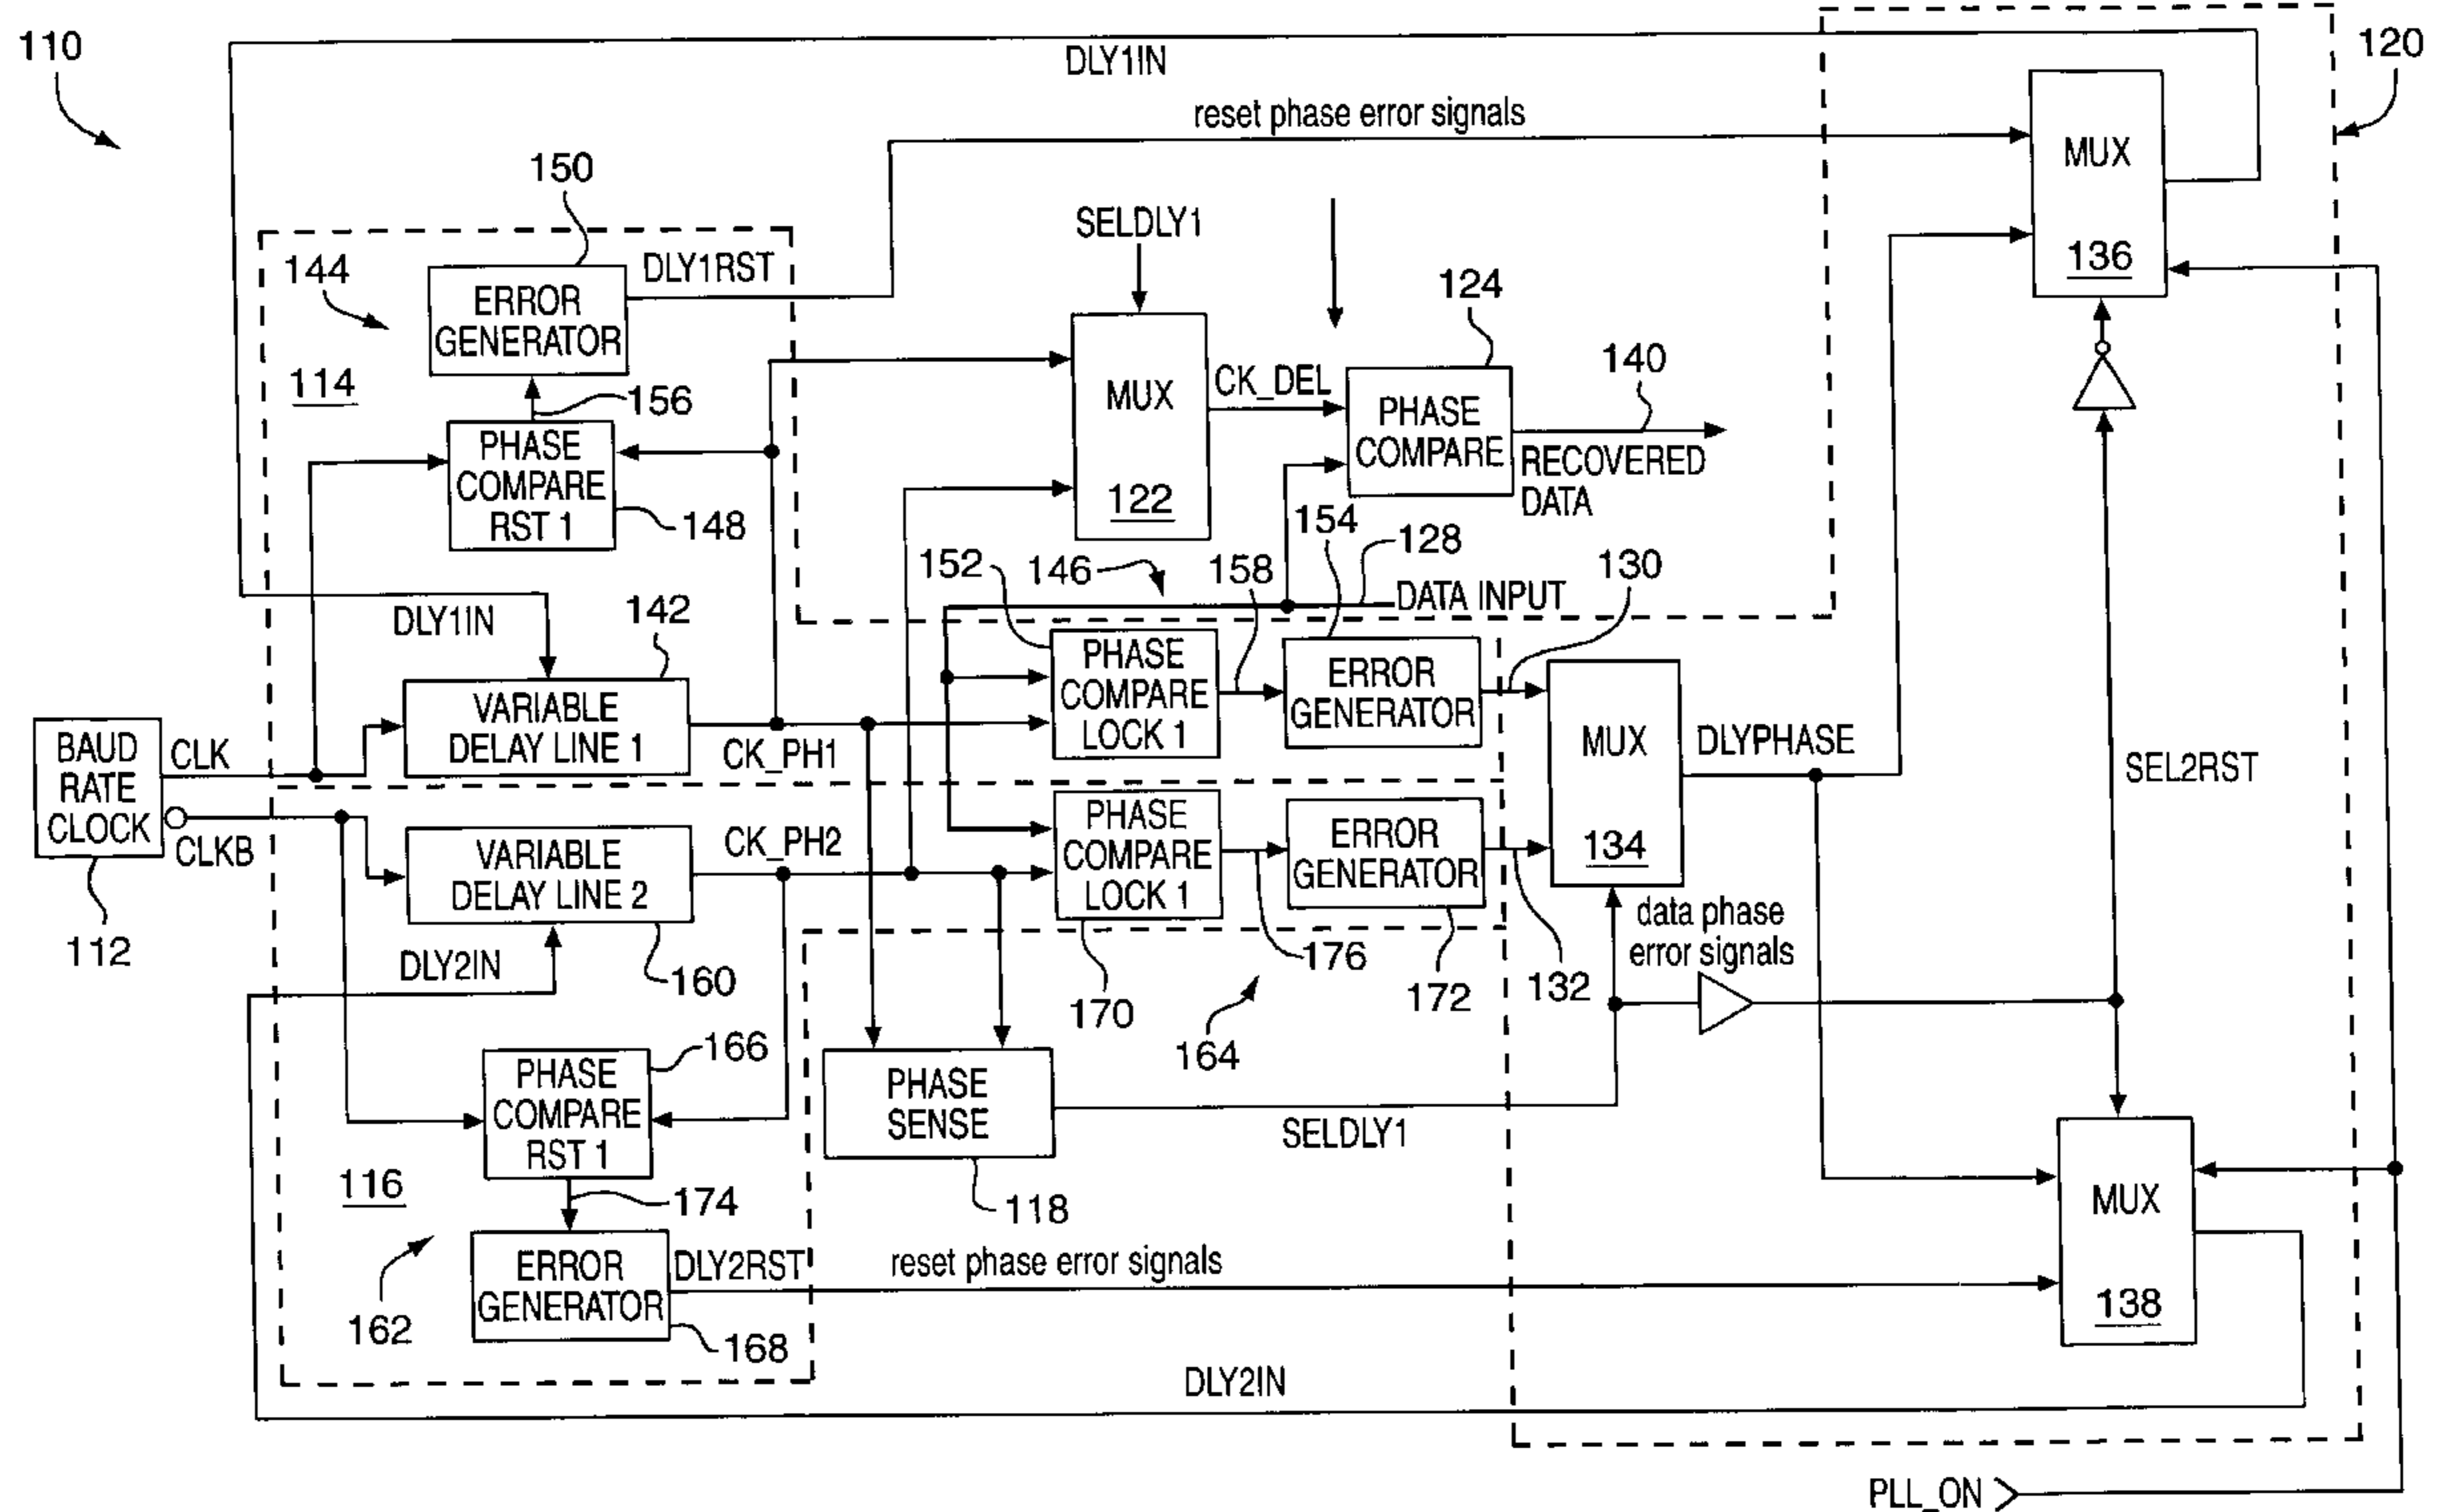 110
DLY1IN
120
reset phase error signals
MUX
136
150
SELDLY1
144
DLY1RST
ERROR
GENERATOR
124
114
156
MUX
122
CK_DEL
PHASE
COMPARE
140
RECOVERED
DATA
PHASE
COMPARE
RST 1
148
154
128
152
146
158
DATA INPUT
130
DLY1IN
142
PHASE
COMPARE
LOCK 1
ERROR
GENERATOR
VARIABLE
DELAY LINE 1
BAUD
RATE
CLOCK
CLK
CK_PH1
MUX
134
DLYPHASE
SEL2RST
CLKB
112
VARIABLE
DELAY LINE 2
CK_PH2
PHASE
COMPARE
LOCK 1
ERROR
GENERATOR
data phase
error signals
DLY2IN
160
176
132
170
172
164
166
PHASE
COMPARE
RST 1
PHASE
SENSE
SELDLY1
116
174
118
MUX
138
162
ERROR
GENERATOR
DLY2RST
reset phase error signals
168
DLY2IN
PLL_ON